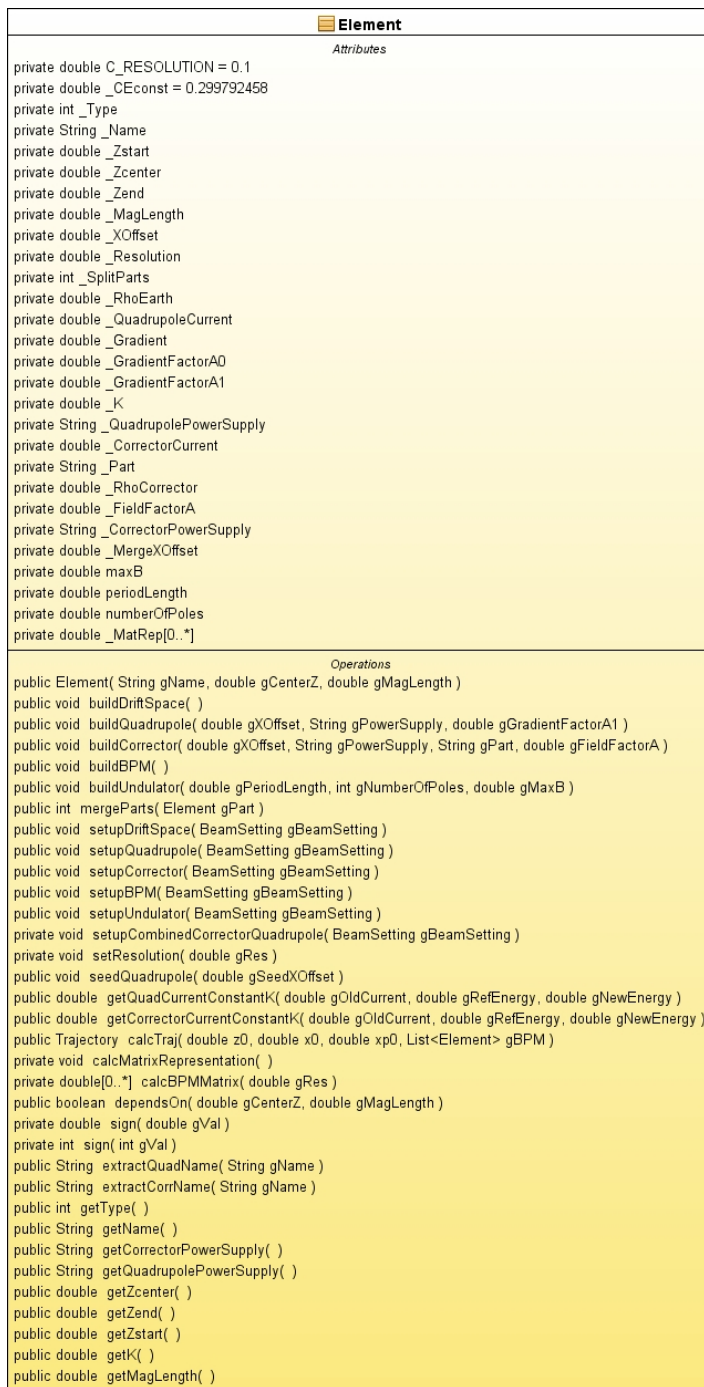 Element
Attributes
private double C_RESOLUTION = 0.1
private double _CEconst = 0.299792458
private int _Type
private String _Name
private double _Zstart
private double _Zcenter
private double _Zend
private double _MagLength
private double _XOffset
private double _Resolution
private int _SplitParts
private double _RhoEarth
private double _QuadrupoleCurrent
private double _Gradient
private double _GradientFactorA0
private double _GradientFactorA1
private double _K
private String _QuadrupolePowerSupply
private double _CorrectorCurrent
private String _Part
private double _RhoCorrector
private double _FieldFactorA
private String _CorrectorPowerSupply
private double _MergeXOffset
private double maxB
private double periodLength
private double numberOfPoles
private double _MatRep[0..*]
Operations
public Element( String gName, double gCenterZ, double gMagLength )
public void buildDriftSpace( )
public void buildQuadrupole( double gXOffset, String gPowerSupply, double gGradientFactorA1 )
public void buildCorrector( double gXOffset, String gPowerSupply, String gPart, double gFieldFactorA )
public void buildBPM( )
public void buildUndulator( double gPeriodLength, int gNumberOfPoles, double gMaxB )
public int mergeParts( Element gPart )
public void setupDriftSpace( BeamSetting gBeamSetting )
public void setupQuadrupole( BeamSetting gBeamSetting )
public void setupCorrector( BeamSetting gBeamSetting )
public void setupBPM( BeamSetting gBeamSetting )
public void setupUndulator( BeamSetting gBeamSetting )
private void setupCombinedCorrectorQuadrupole( BeamSetting gBeamSetting )
private void setResolution( double gRes )
public void seedQuadrupole( double gSeedXOffset )
public double getQuadCurrentConstantK( double gOldCurrent, double gRefEnergy, double gNewEnergy )
public double getCorrectorCurrentConstantK( double gOldCurrent, double gRefEnergy, double gNewEnergy )
public Trajectory calcTraj( double z0, double x0, double xp0, List<Element> gBPM )
private void calcMatrixRepresentation( )
private double[0..*] calcBPMMatrix( double gRes )
public boolean dependsOn( double gCenterZ, double gMagLength )
private double sign( double gVal )
private int sign( int gVal )
public String extractQuadName( String gName )
public String extractCorrName( String gName )
public int getType( )
public String getName( )
public String getCorrectorPowerSupply( )
public String getQuadrupolePowerSupply( )
public double getZcenter( )
public double getZend( )
public double getZstart( )
public double getK( )
public double getMagLength( )